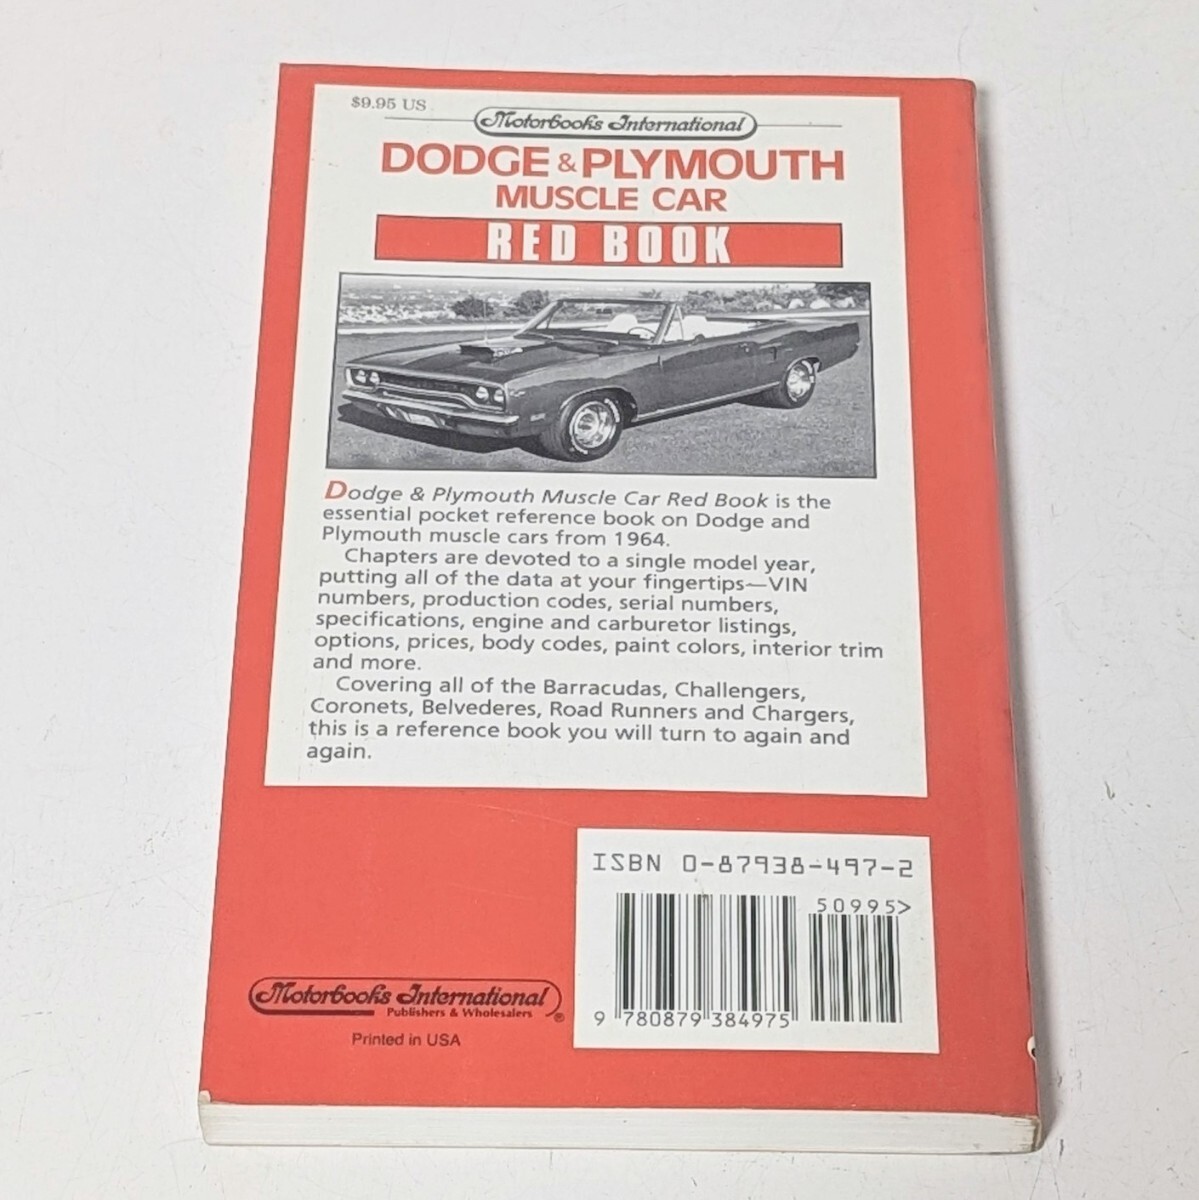 $9.95 US
Motorbooks International
DODGE & PLYMOUTH
MUSCLE CAR
RED BOOK
Dodge & Plymouth Muscle Car Red Book is the
essential pocket reference book on Dodge and
Plymouth muscle cars from 1964.
Chapters are devoted to a single model year,
putting all of the data at your fingertips—VIN
numbers, production codes, serial numbers,
specifications, engine and carburetor listings,
options, prices, body codes, paint colors, interior trim
and more.
Covering all of the Barracudas, Challengers,
Coronets, Belvederes, Road Runners and Chargers,
this is a reference book you will turn to again and
again.
ISBN 0-87938-497-2
50995>
9 780879 384975
Motorbooks International
Publishers & Wholesalers ®
Printed in USA